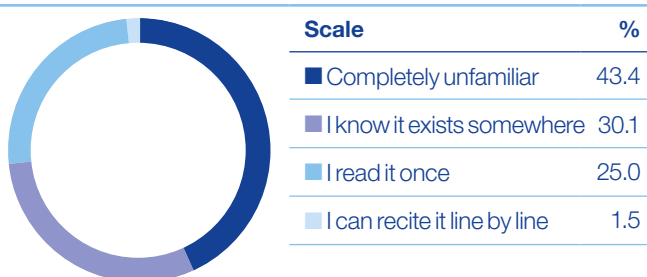 Scale %
Completely unfamiliar 43.4
I know it exists somewhere 30.1
I read it once 25.0
I can recite it line by line 1.5